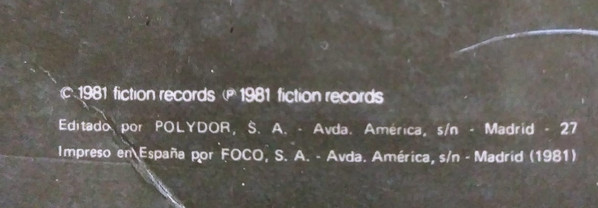 © 1981 fiction records ℗ 1981 fiction records
Editado por POLYDOR, S. A. - Avda. América, s/n - Madrid - 27
Impreso en España por FOCO, S. A. - Avda. América, s/n - Madrid (1981)